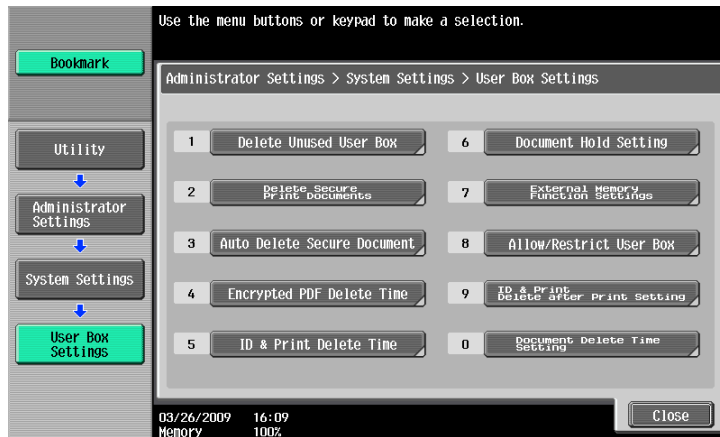 Use the menu buttons or keypad to make a selection.
Bookmark
Administrator Settings > System Settings > User Box Settings
Utility
Administrator
Settings
System Settings
User Box
Settings
1 Delete Unused User Box
2 Delete Secure
Print Documents
3 Auto Delete Secure Document
4 Encrypted PDF Delete Time
5 ID & Print Delete Time
6 Document Hold Setting
7 External Memory
Function Settings
8 Allow/Restrict User Box
9 ID & Print
Delete after Print Setting
0 Document Delete Time
Setting
03/26/2009 16:09
Memory 100%
Close